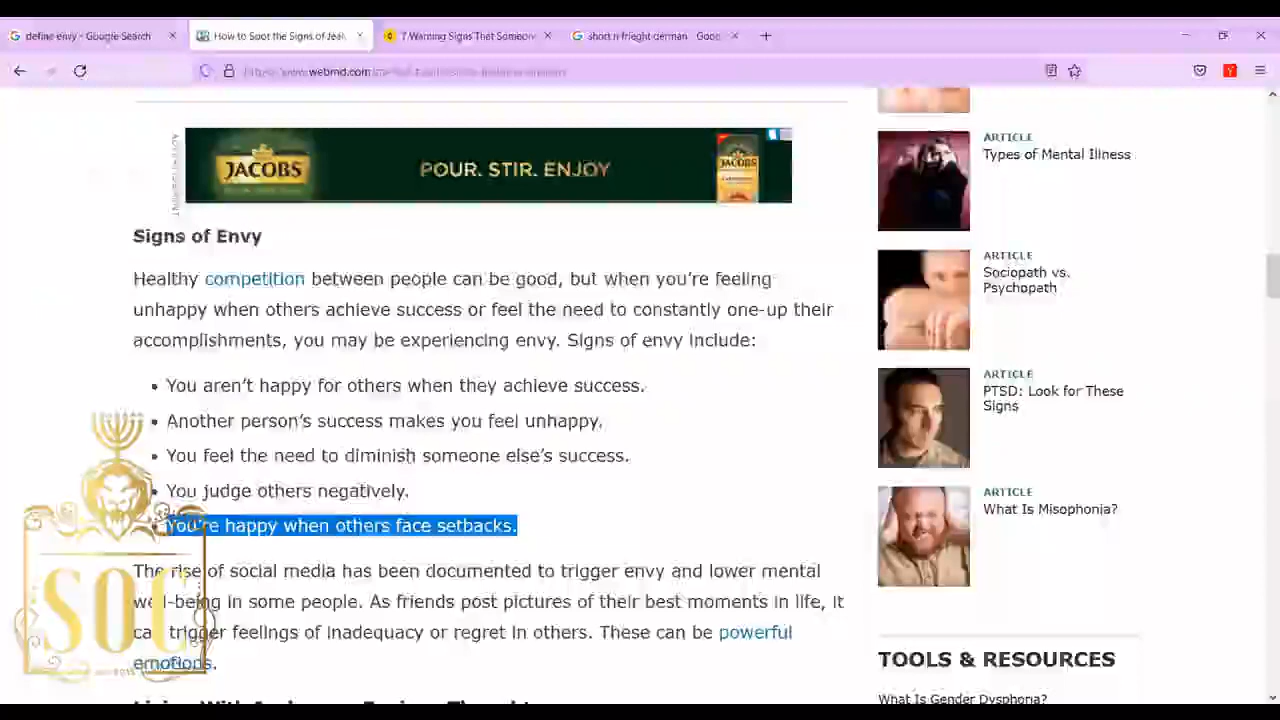 define envy - Google Search
How to Spot the Signs of Jeal
7 Warning Signs That Someon
short n frieght german - Goog
www.webmd.com
ADVERTISEMENT
JACOBS
POUR. STIR. ENJOY
JACOBS
Signs of Envy
Healthy competition between people can be good, but when you're feeling
unhappy when others achieve success or feel the need to constantly one-up their
accomplishments, you may be experiencing envy. Signs of envy include:
• You aren't happy for others when they achieve success.
• Another person's success makes you feel unhappy.
• You feel the need to diminish someone else's success.
• You judge others negatively.
You're happy when others face setbacks.
The rise of social media has been documented to trigger envy and lower mental
well-being in some people. As friends post pictures of their best moments in life, it
can trigger feelings of inadequacy or regret in others. These can be powerful
emotions.
SOC
ARTICLE
Types of Mental Illness
ARTICLE
Sociopath vs.
Psychopath
ARTICLE
PTSD: Look for These
Signs
ARTICLE
What Is Misophonia?
TOOLS & RESOURCES
What Is Gender Dysphoria?